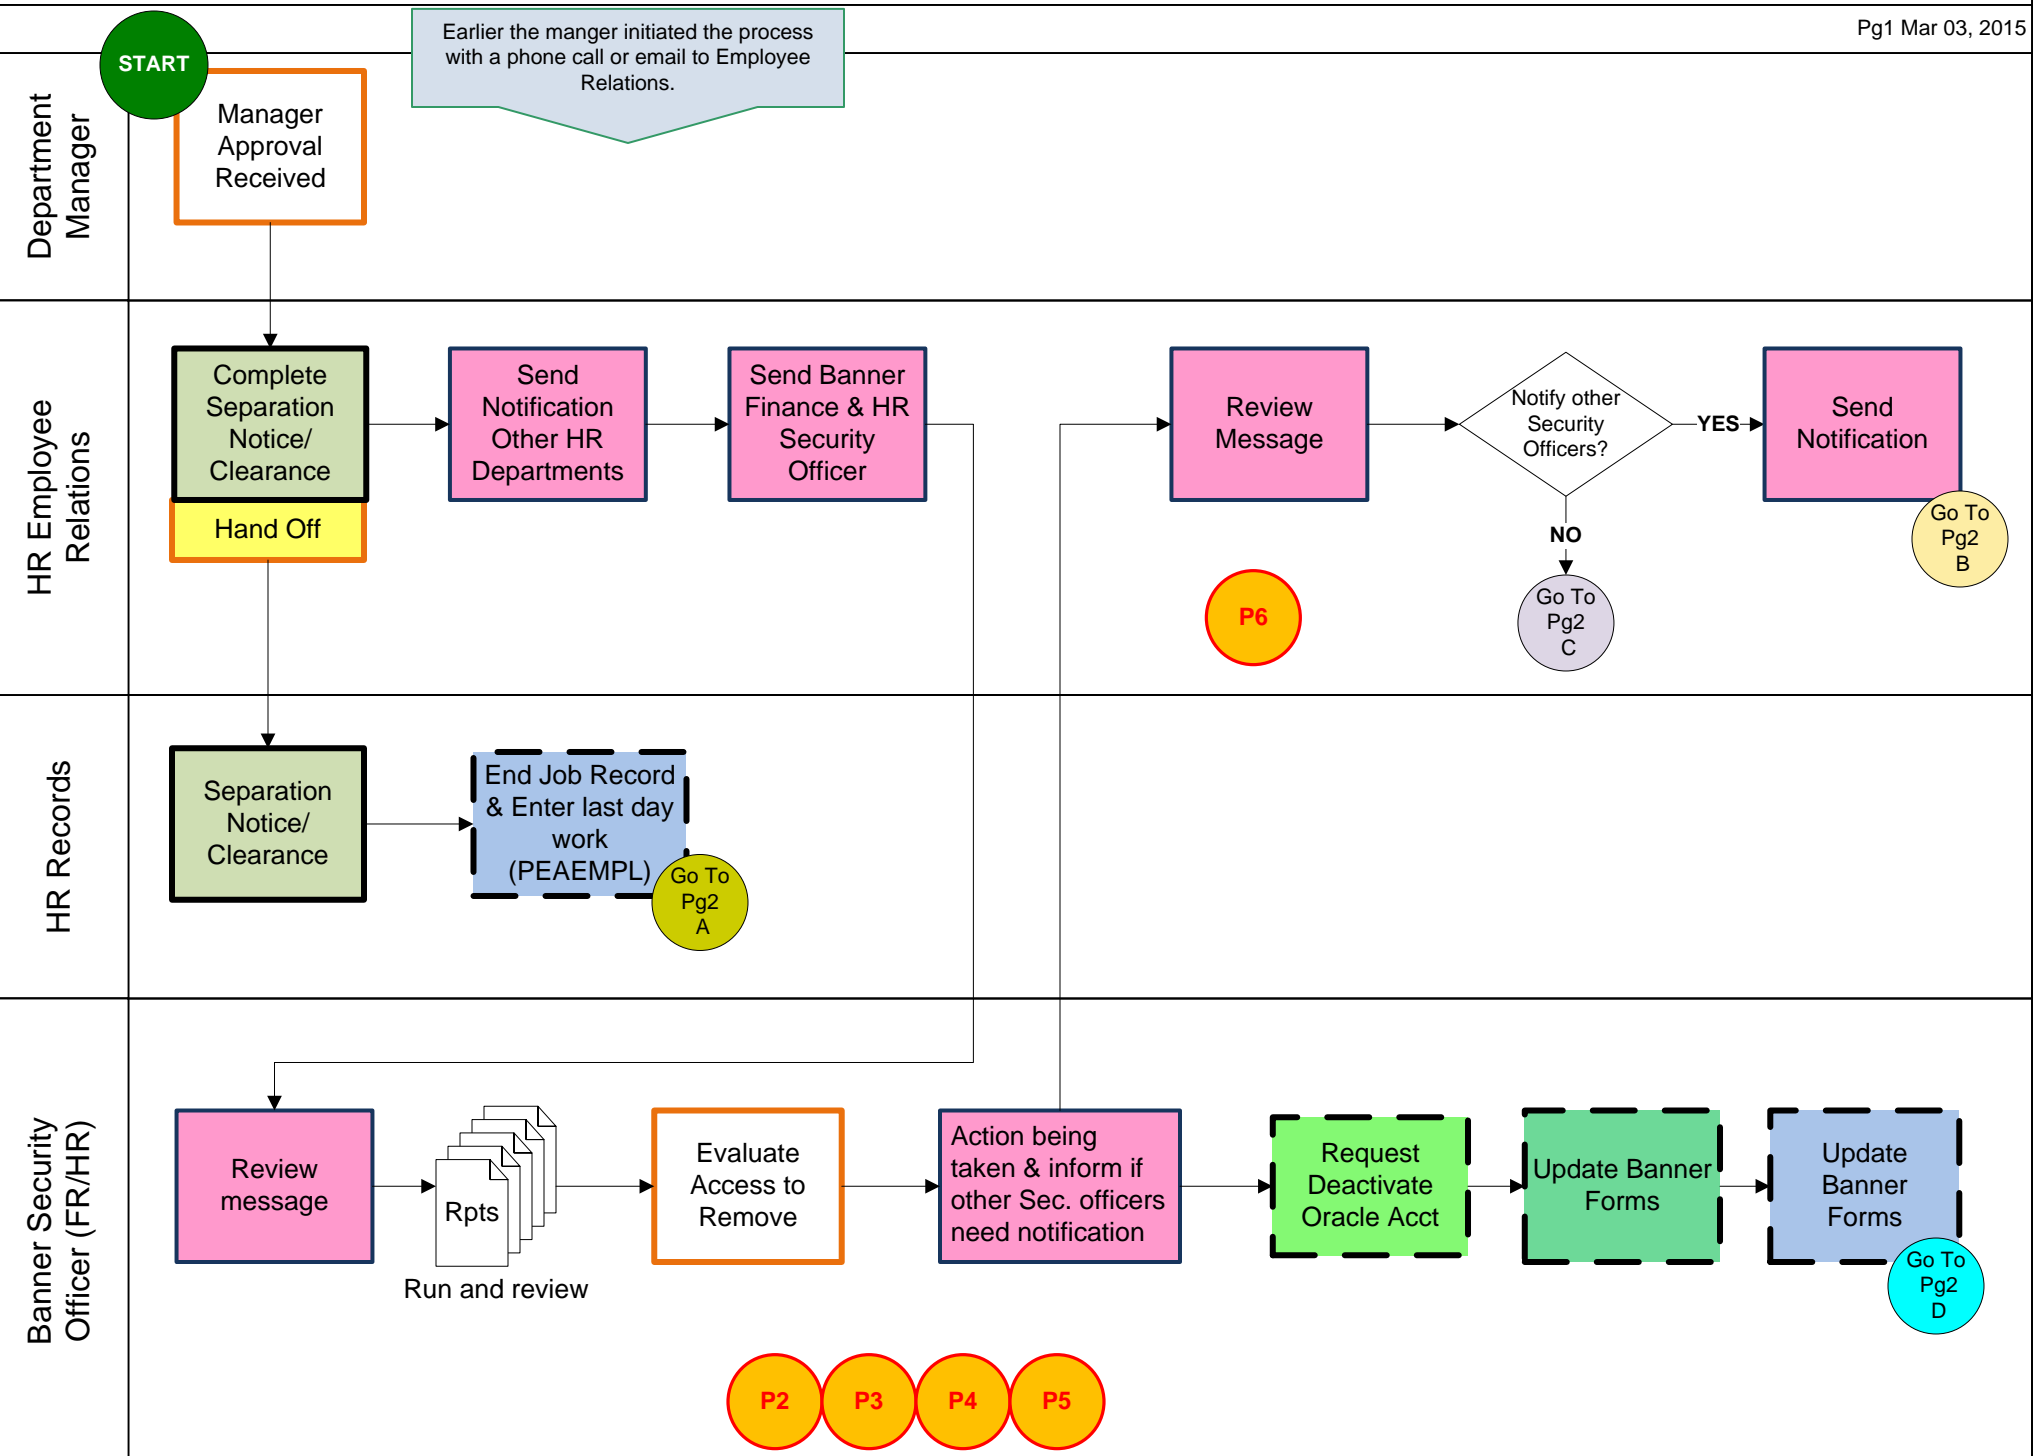 Pg1 Mar 03, 2015
Earlier the manger initiated the process
with a phone call or email to Employee
Relations.
Department
Manager
START
Manager
Approval
Received
HR Employee
Relations
Complete
Separation
Notice/
Clearance
Hand Off
Send
Notification
Other HR
Departments
Send Banner
Finance & HR
Security
Officer
Review
Message
Notify other
Security
Officers?
YES
Send
Notification
Go To
Pg2
B
NO
Go To
Pg2
C
P6
HR Records
Separation
Notice/
Clearance
End Job Record
& Enter last day
work
(PEAEMPL)
Go To
Pg2
A
Banner Security
Officer (FR/HR)
Review
message
Rpts
Run and review
Evaluate
Access to
Remove
Action being
taken & inform if
other Sec. officers
need notification
Request
Deactivate
Oracle Acct
Update Banner
Forms
Update
Banner
Forms
Go To
Pg2
D
P2
P3
P4
P5